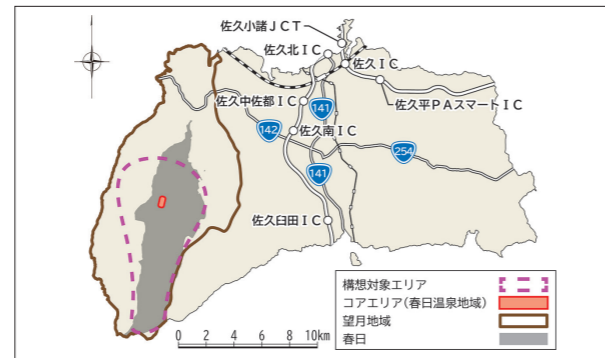 佐久小諸JCT
佐久北IC
佐久IC
佐久中佐都IC
佐久平PAスマートIC
141
佐久南IC
142
254
141
佐久臼田IC
構想対象エリア
コアエリア(春日温泉地域)
望月地域
春日
0 2 4 6 8 10km